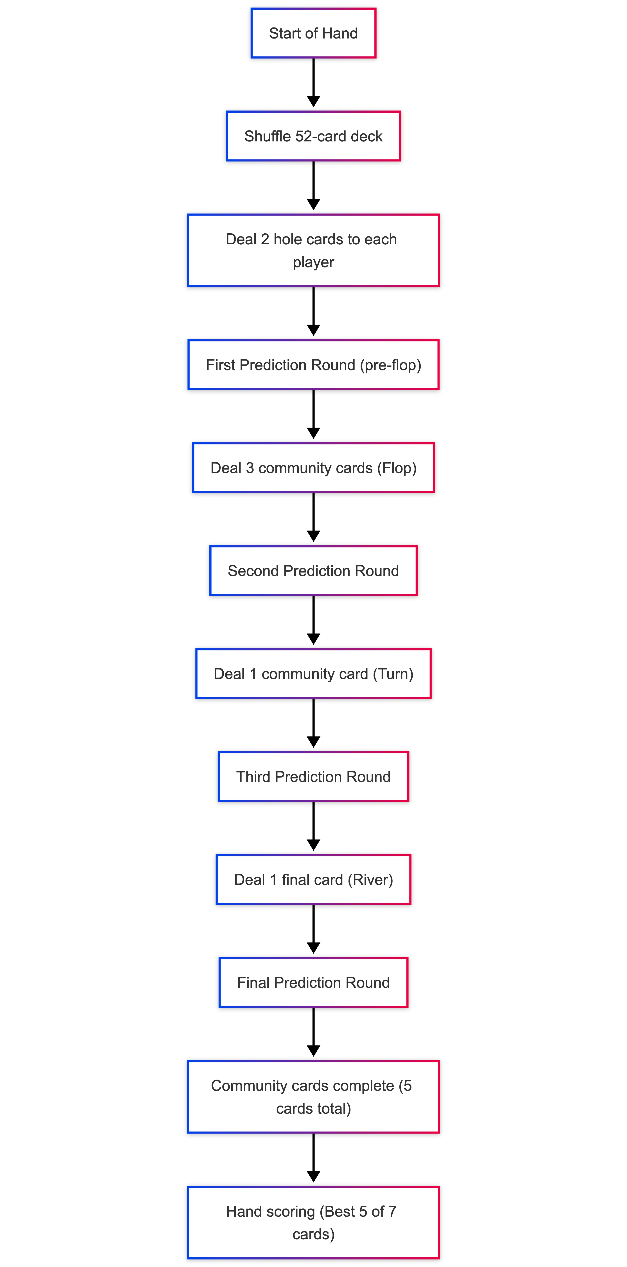 Start of Hand
Shuffle 52-card deck
Deal 2 hole cards to each
player
First Prediction Round (pre-flop)
Deal 3 community cards (Flop)
Second Prediction Round
Deal 1 community card (Turn)
Third Prediction Round
Deal 1 final card (River)
Final Prediction Round
Community cards complete (5
cards total)
Hand scoring (Best 5 of 7
cards)